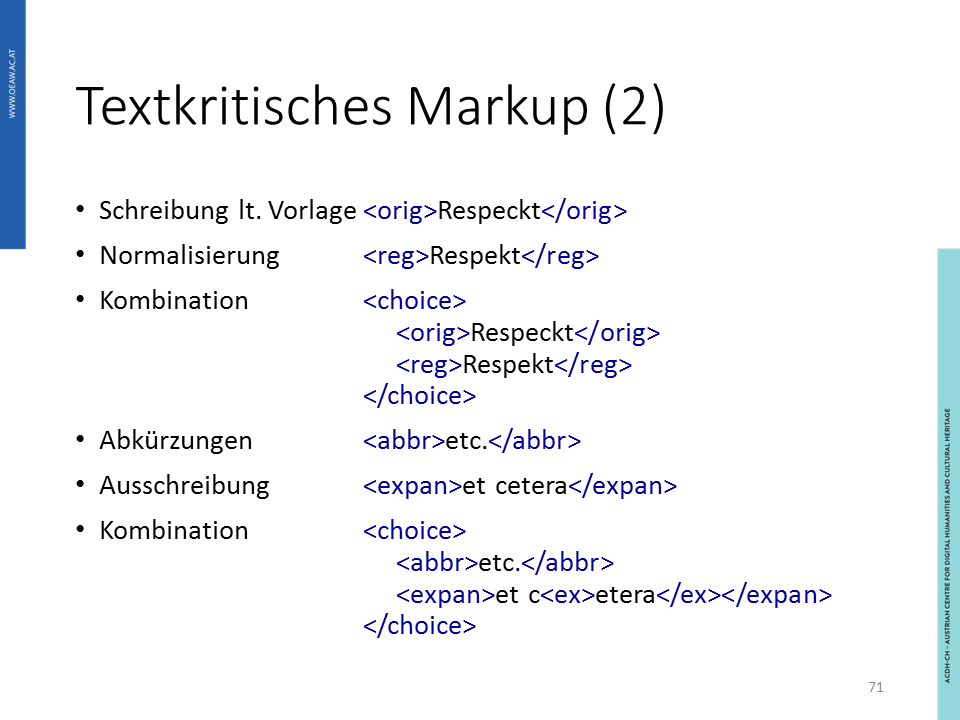 WWW.OEAW.AC.AT
Textkritisches Markup (2)
• Schreibung lt. Vorlage <orig>Respeckt</orig>
• Normalisierung <reg>Respekt</reg>
• Kombination <choice>
<orig>Respeckt</orig>
<reg>Respekt</reg>
</choice>
• Abkürzungen <abbr>etc.</abbr>
• Ausschreibung <expan>et cetera</expan>
• Kombination <choice>
<abbr>etc.</abbr>
<expan>et c<ex>etera</ex></expan>
</choice>
ACDH-CH - AUSTRIAN CENTRE FOR DIGITAL HUMANITIES AND CULTURAL HERITAGE
71